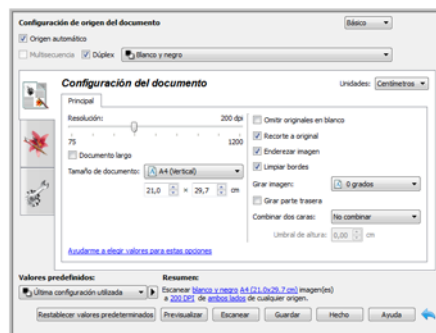 Configuración de origen del documento
Básico
Origen automático
Multisecuencia Dúplex Blanco y negro
Configuración del documento
Unidades: Centímetros
Principal
Resolución: 200 dpi
75 1200
Documento largo
Tamaño de documento: A4 (Vertical)
21,0 × 29,7 cm
Omitir originales en blanco
Recorte a original
Enderezar imagen
Limpiar bordes
Girar imagen: 0 grados
Girar parte trasera
Combinar dos caras: No combinar
Umbral de altura: 0,00 cm
Ayudarme a elegir valores para estas opciones
Valores predefinidos:
Última configuración utilizada
Resumen:
Escanear blanco y negro A4 (21.0x29.7 cm) imagen(es)
a 200 DPI de ambos lados de cualquier origen.
Restablecer valores predeterminados Previsualizar Escanear Guardar Hecho Ayuda